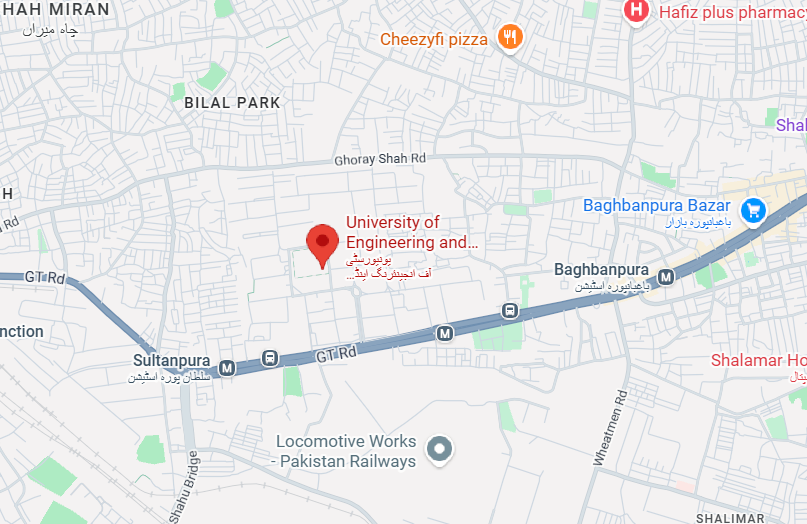 HAH MIRAN
چاہ میراں
Hafiz plus pharmacy
Cheezyfi pizza
BILAL PARK
Shal
Ghoray Shah Rd
H
Rd
Baghbanpura Bazar
باغبانپورہ بازار
University of
Engineering and...
یونیورسٹی
آف انجینئرنگ اینڈ...
GT Rd
Baghbanpura
باغبانپورہ اسٹیشن
nction
Sultanpura
سلطان پورہ اسٹیشن
GT Rd
Shalamar Ho
پتال
Wheatmen Rd
Locomotive Works
- Pakistan Railways
Shahu Bridge
SHALIMAR